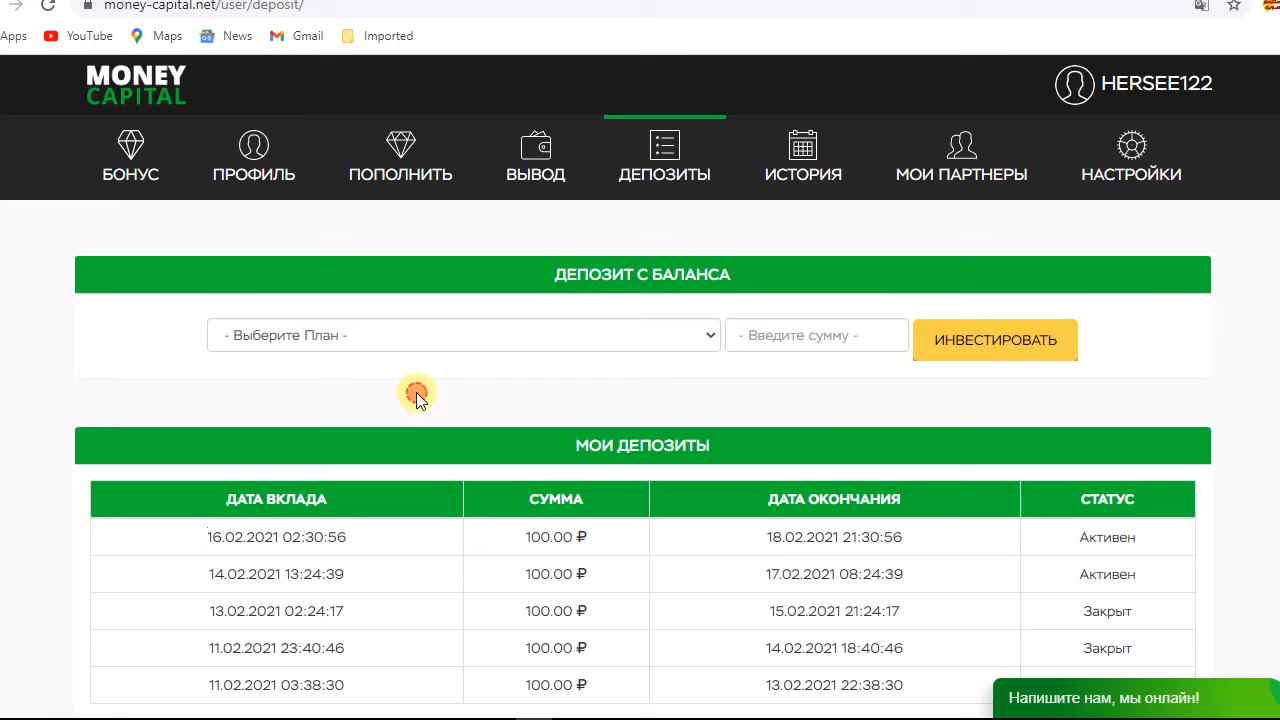 money-capital.net/user/deposit/
Apps YouTube Maps News Gmail Imported
MONEY
CAPITAL
HERSEE122
БОНУС ПРОФИЛЬ ПОПОЛНИТЬ ВЫВОД ДЕПОЗИТЫ ИСТОРИЯ МОИ ПАРТНЕРЫ НАСТРОЙКИ
ДЕПОЗИТ С БАЛАНСА
- Выберите План - - Введите сумму - ИНВЕСТИРОВАТЬ
МОИ ДЕПОЗИТЫ
ДАТА ВКЛАДА СУММА ДАТА ОКОНЧАНИЯ СТАТУС
16.02.2021 02:30:56 100.00 ₽ 18.02.2021 21:30:56 Активен
14.02.2021 13:24:39 100.00 ₽ 17.02.2021 08:24:39 Активен
13.02.2021 02:24:17 100.00 ₽ 15.02.2021 21:24:17 Закрыт
11.02.2021 23:40:46 100.00 ₽ 14.02.2021 18:40:46 Закрыт
11.02.2021 03:38:30 100.00 ₽ 13.02.2021 22:38:30
Напишите нам, мы онлайн!